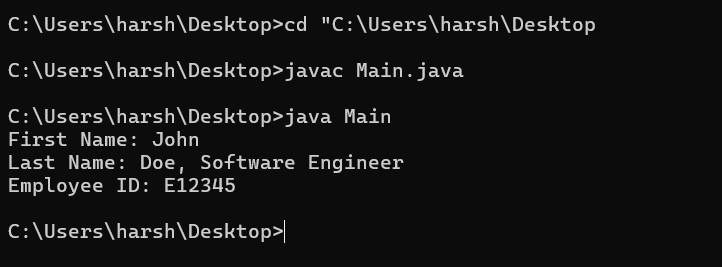 C:\Users\harsh\Desktop>cd "C:\Users\harsh\Desktop
C:\Users\harsh\Desktop>javac Main.java
C:\Users\harsh\Desktop>java Main
First Name: John
Last Name: Doe, Software Engineer
Employee ID: E12345
C:\Users\harsh\Desktop>